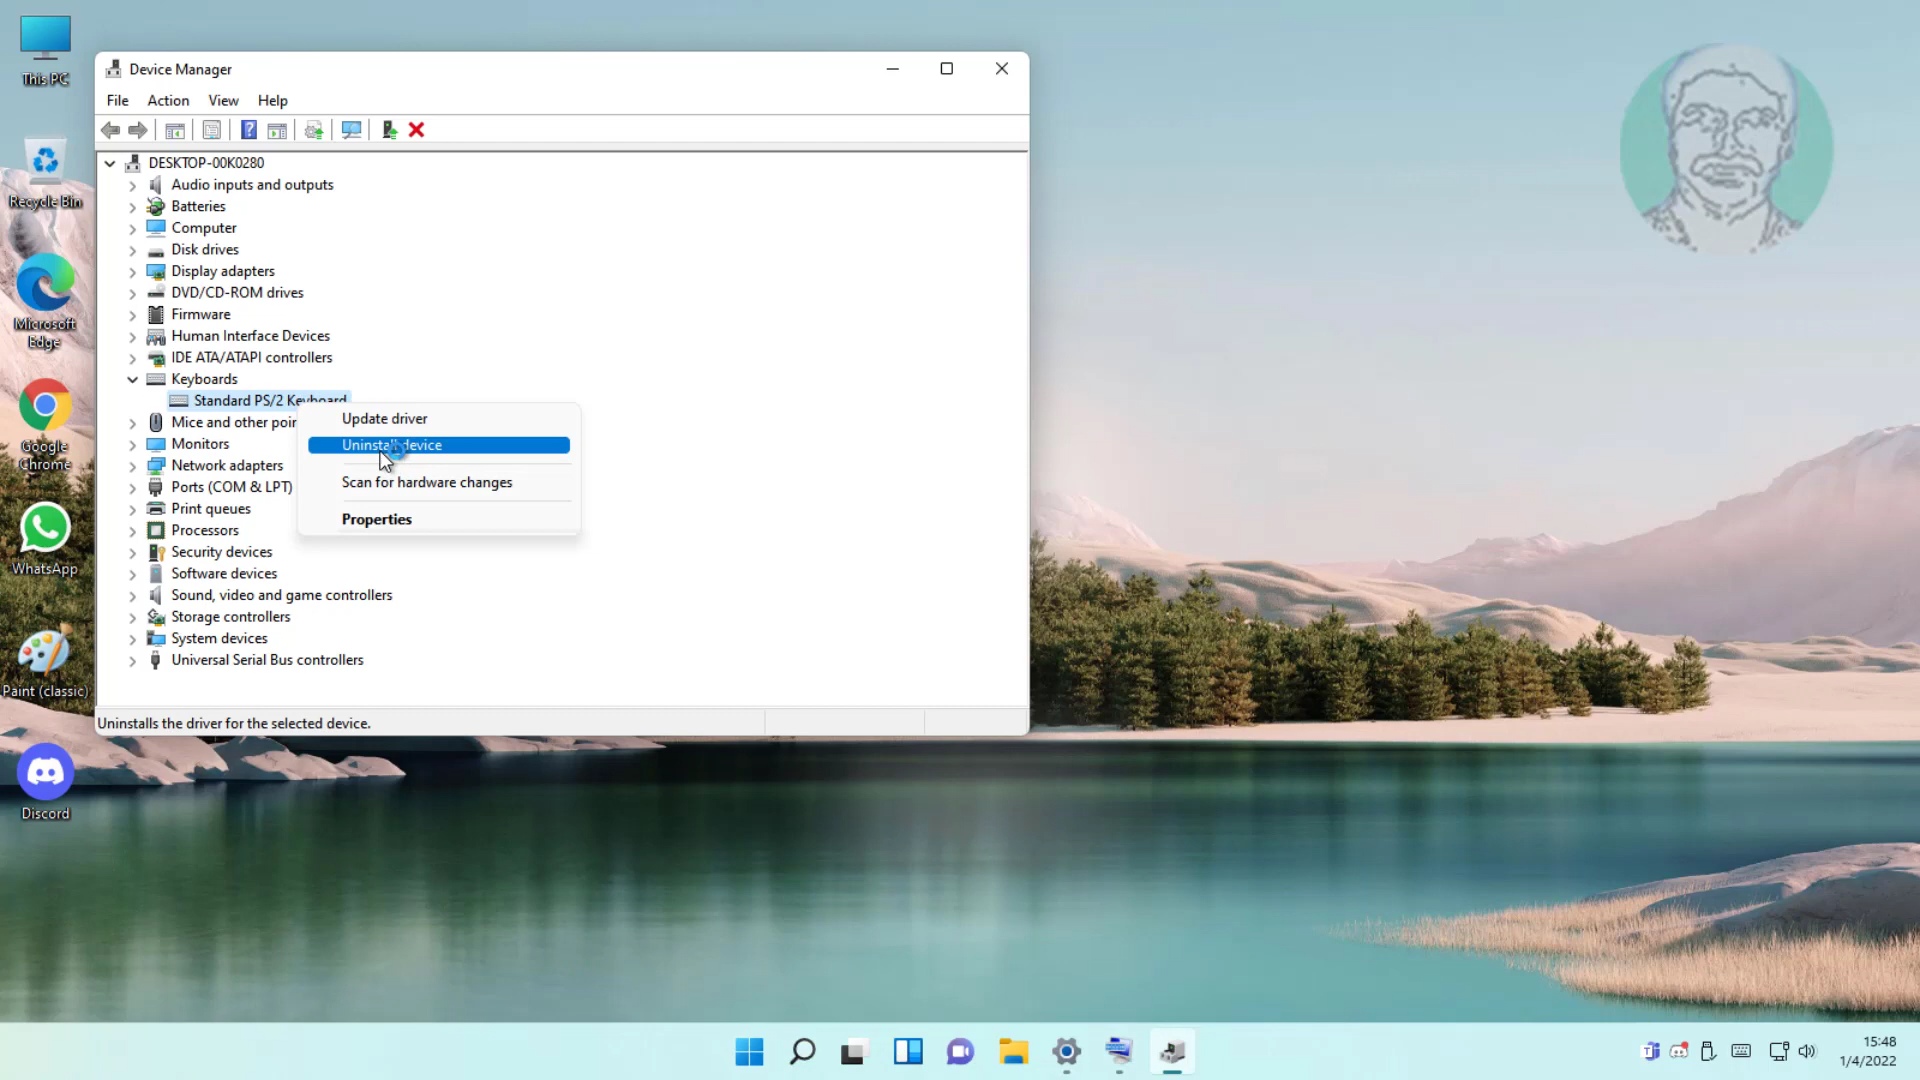 This PC
Recycle Bin
Microsoft
Edge
Google
Chrome
WhatsApp
Paint (classic)
Discord
Device Manager
File Action View Help
DESKTOP-00K0280
Audio inputs and outputs
Batteries
Computer
Disk drives
Display adapters
DVD/CD-ROM drives
Firmware
Human Interface Devices
IDE ATA/ATAPI controllers
Keyboards
Standard PS/2 Keyboard
Mice and other poin
Monitors
Network adapters
Ports (COM & LPT)
Print queues
Processors
Security devices
Software devices
Sound, video and game controllers
Storage controllers
System devices
Universal Serial Bus controllers
Update driver
Uninstall device
Scan for hardware changes
Properties
Uninstalls the driver for the selected device.
15:48
1/4/2022